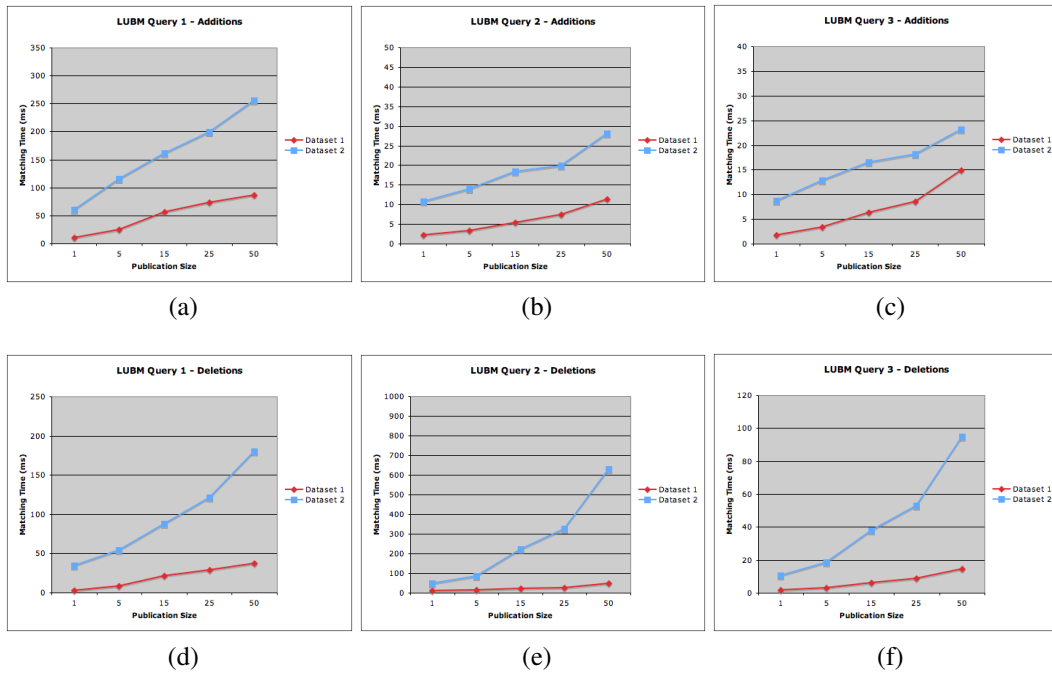 LUBM Query 1 - Additions
Matching Time (ms)
350
300
250
200
150
100
50
0
1 5 15 25 50
Publication Size
Dataset 1
Dataset 2
(a)
LUBM Query 2 - Additions
Matching Time (ms)
50
45
40
35
30
25
20
15
10
5
0
1 5 15 25 50
Publication Size
Dataset 1
Dataset 2
(b)
LUBM Query 3 - Additions
Matching Time (ms)
40
35
30
25
20
15
10
5
0
1 5 15 25 50
Publication Size
Dataset 1
Dataset 2
(c)
LUBM Query 1 - Deletions
Matching Time (ms)
250
200
150
100
50
0
1 5 15 25 50
Publication Size
Dataset 1
Dataset 2
(d)
LUBM Query 2 - Deletions
Matching Time (ms)
1000
900
800
700
600
500
400
300
200
100
0
1 5 15 25 50
Publication Size
Dataset 1
Dataset 2
(e)
LUBM Query 3 - Deletions
Matching Time (ms)
120
100
80
60
40
20
0
1 5 15 25 50
Publication Size
Dataset 1
Dataset 2
(f)